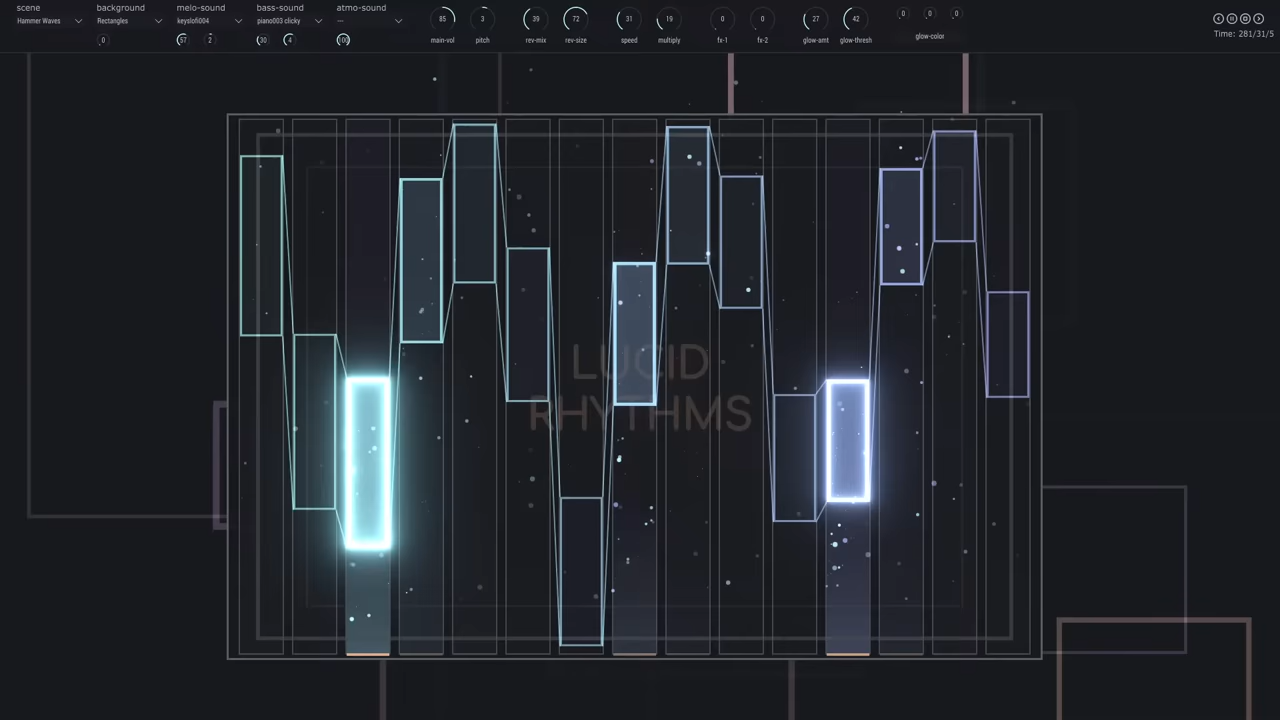 scene
Hammer Waves
background
Rectangles
0
melo-sound
keyslofi004
57
2
bass-sound
piano003 clicky
30
4
atmo-sound
---
100
85
main-vol
3
pitch
39
rev-mix
72
rev-size
31
speed
19
multiply
0
fx-1
0
fx-2
27
glow-amt
42
glow-thresh
0
0
0
glow-color
Time: 281/31/5
LUCID
RHYTHMS